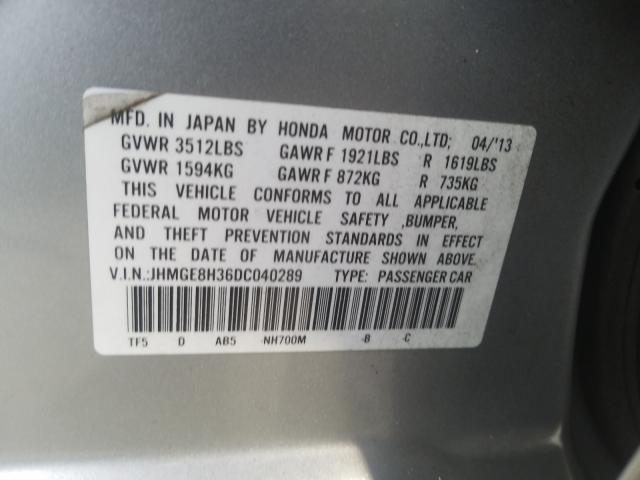 MFD. IN JAPAN BY HONDA MOTOR CO.,LTD; 04/'13
GVWR 3512LBS GAWR F 1921LBS R 1619LBS
GVWR 1594KG GAWR F 872KG R 735KG
THIS VEHICLE CONFORMS TO ALL APPLICABLE
FEDERAL MOTOR VEHICLE SAFETY ,BUMPER,
AND THEFT PREVENTION STANDARDS IN EFFECT
ON THE DATE OF MANUFACTURE SHOWN ABOVE.
V.I.N.:JHMGE8H36DC040289 TYPE: PASSENGER CAR
TF5 D AB5 -NH700M -B -C